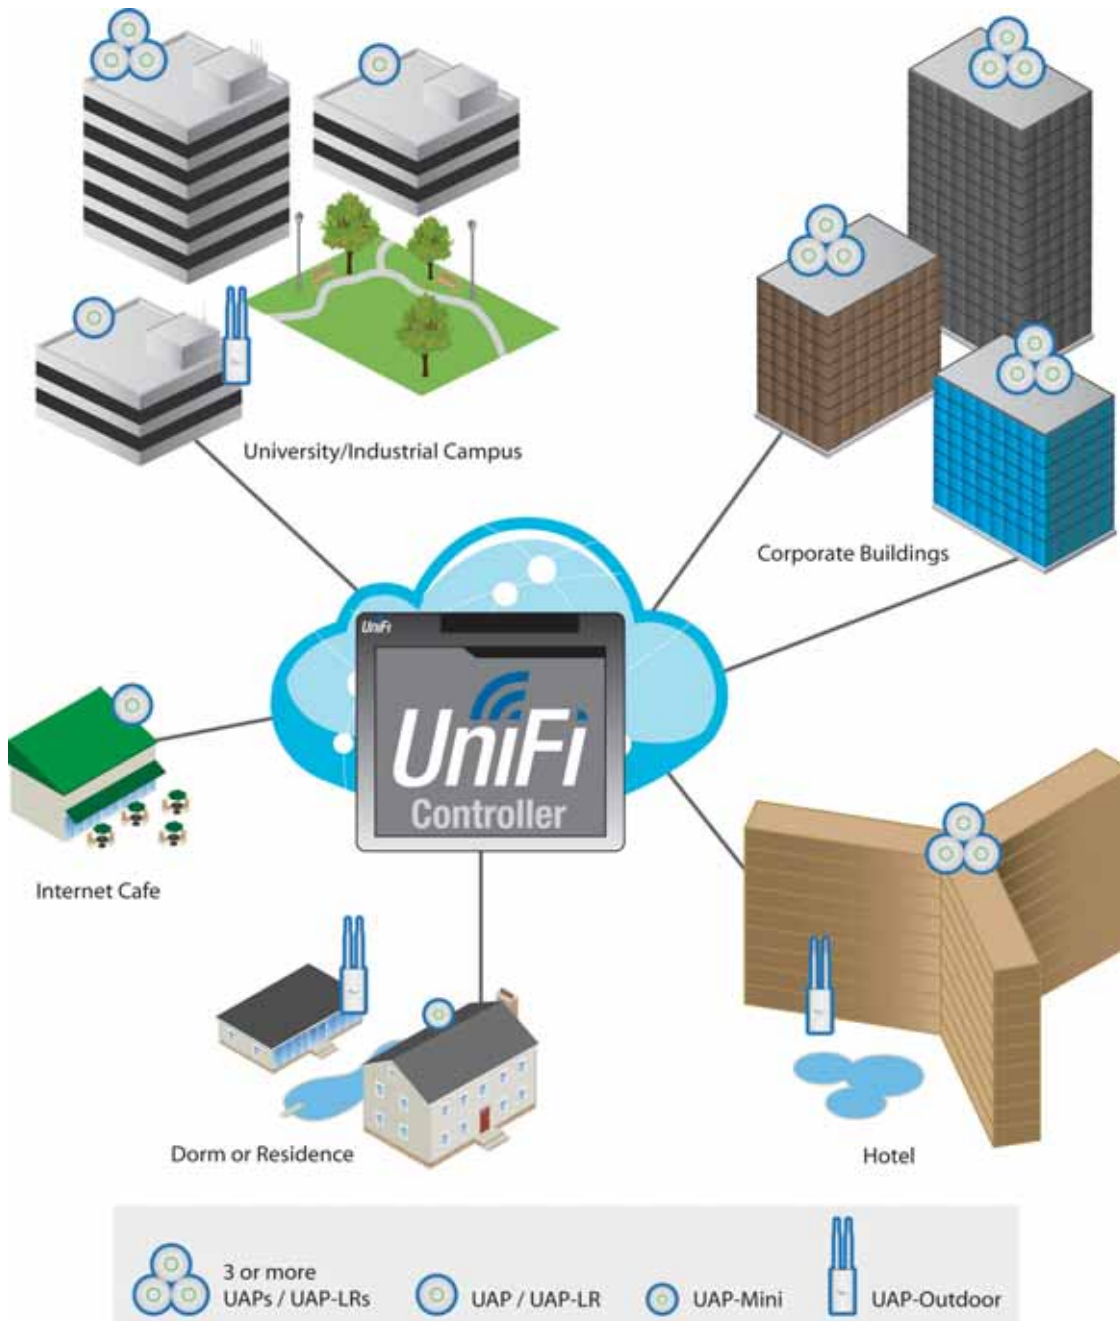 University/Industrial Campus
Corporate Buildings
UniFi
UniFi
Controller
Internet Cafe
Dorm or Residence
Hotel
3 or more
UAPs / UAP-LRs
UAP / UAP-LR
UAP-Mini
UAP-Outdoor